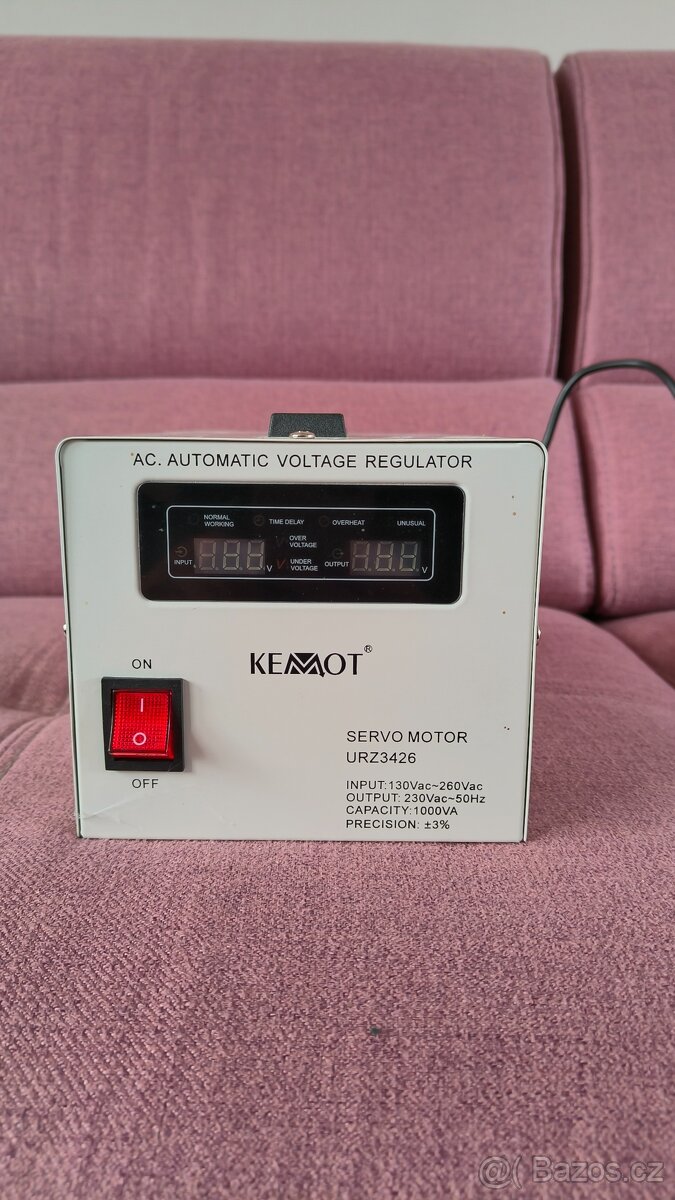 AC. AUTOMATIC VOLTAGE REGULATOR
NORMAL
WORKING
TIME DELAY
OVERHEAT
UNUSUAL
OVER
VOLTAGE
INPUT
V
UNDER
VOLTAGE
OUTPUT
V
KEMOT®
ON
I
O
OFF
SERVO MOTOR
URZ3426
INPUT:130Vac~260Vac
OUTPUT: 230Vac~50Hz
CAPACITY:1000VA
PRECISION: ±3%
@( Bazos.cz